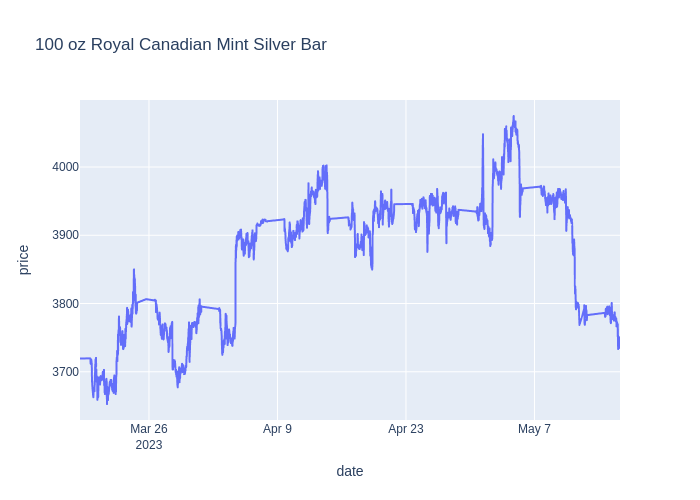 100 oz Royal Canadian Mint Silver Bar
price
4000
3900
3800
3700
Mar 26
2023
Apr 9
Apr 23
May 7
date